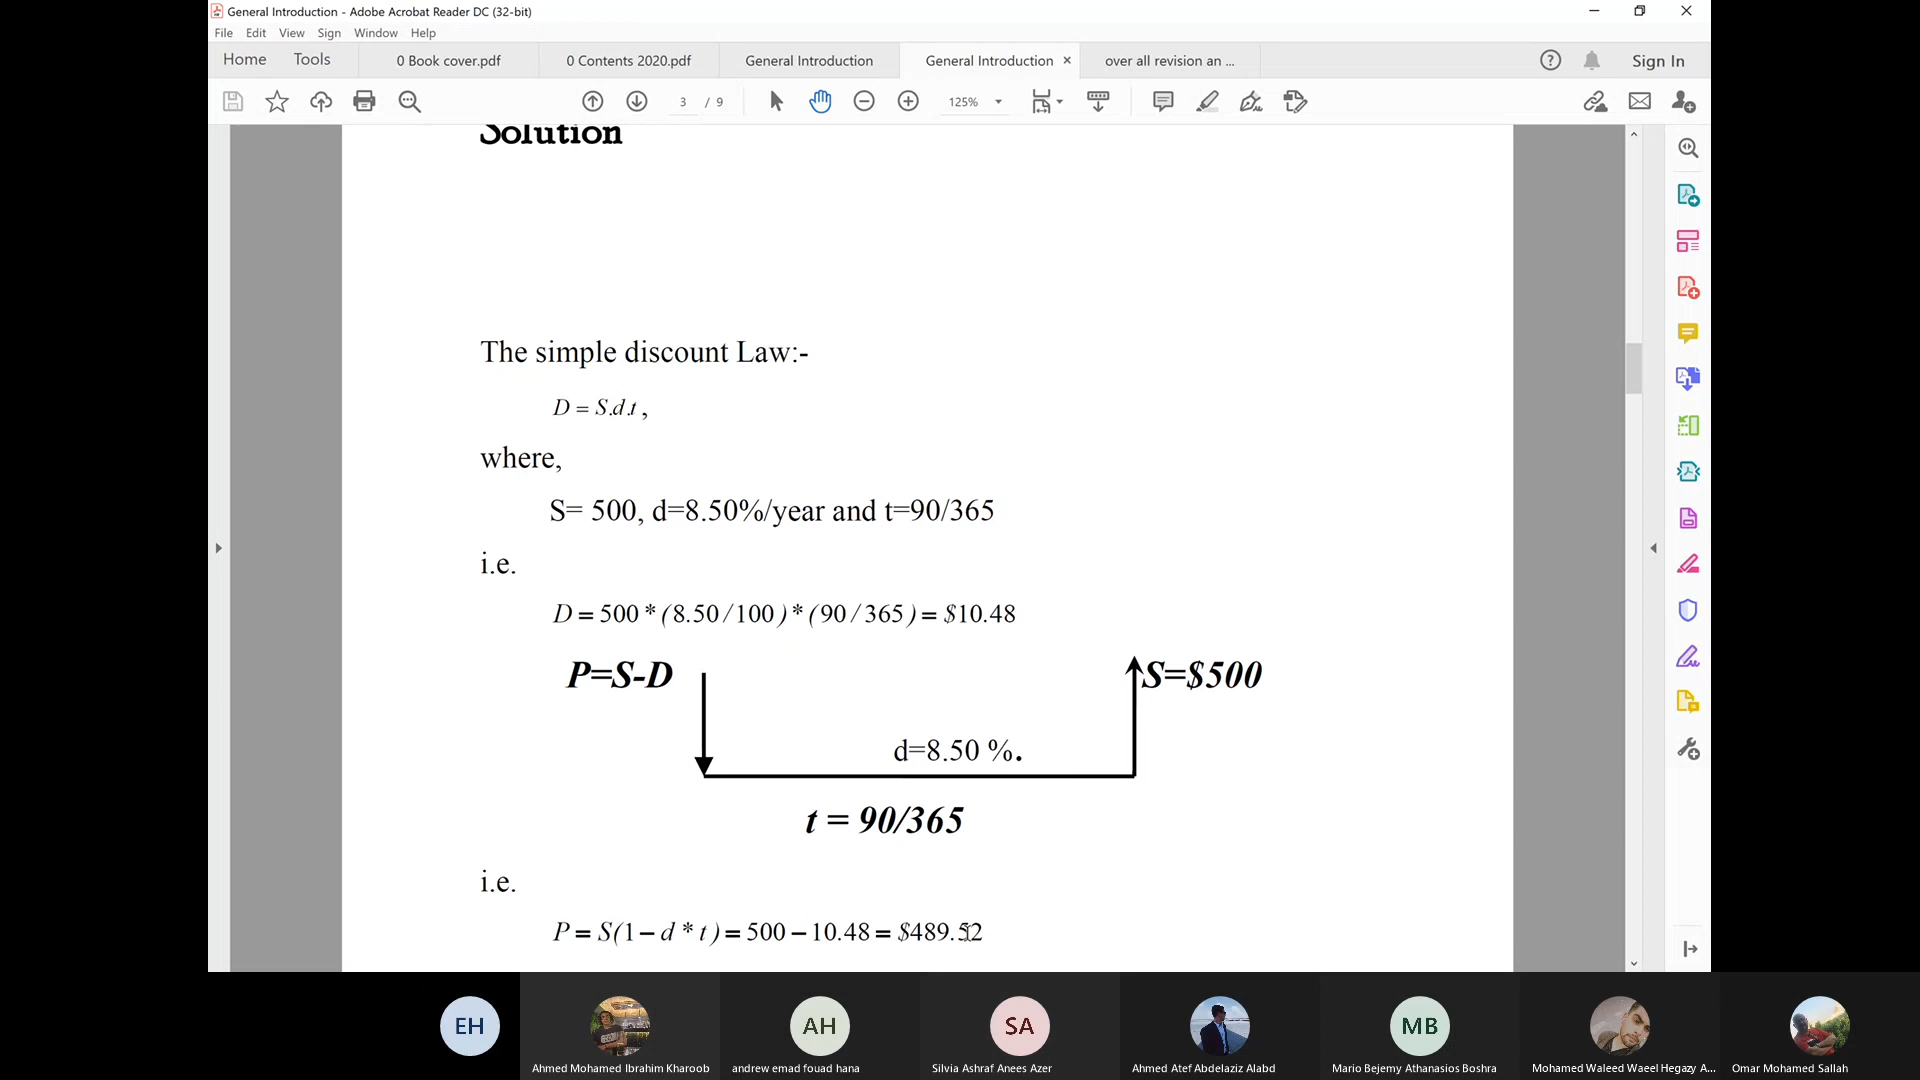 General Introduction - Adobe Acrobat Reader DC (32-bit)
File Edit View Sign Window Help
Home Tools 0 Book cover.pdf 0 Contents 2020.pdf General Introduction General Introduction × over all revision an ... Sign In
3 / 9 125%
Solution
The simple discount Law:-
D = S.d.t ,
where,
S= 500, d=8.50%/year and t=90/365
i.e.
D = 500 * (8.50 / 100 ) * ( 90 / 365 ) = $10.48
P=S-D S=$500
d=8.50 %.
t = 90/365
i.e.
P = S(1 – d * t ) = 500 – 10.48 = $489.52
EH AH SA MB
Ahmed Mohamed Ibrahim Kharoob andrew emad fouad hana Silvia Ashraf Anees Azer Ahmed Atef Abdelaziz Alabd Mario Bejemy Athanasios Boshra Mohamed Waleed Wael Hegazy A... Omar Mohamed Sallah